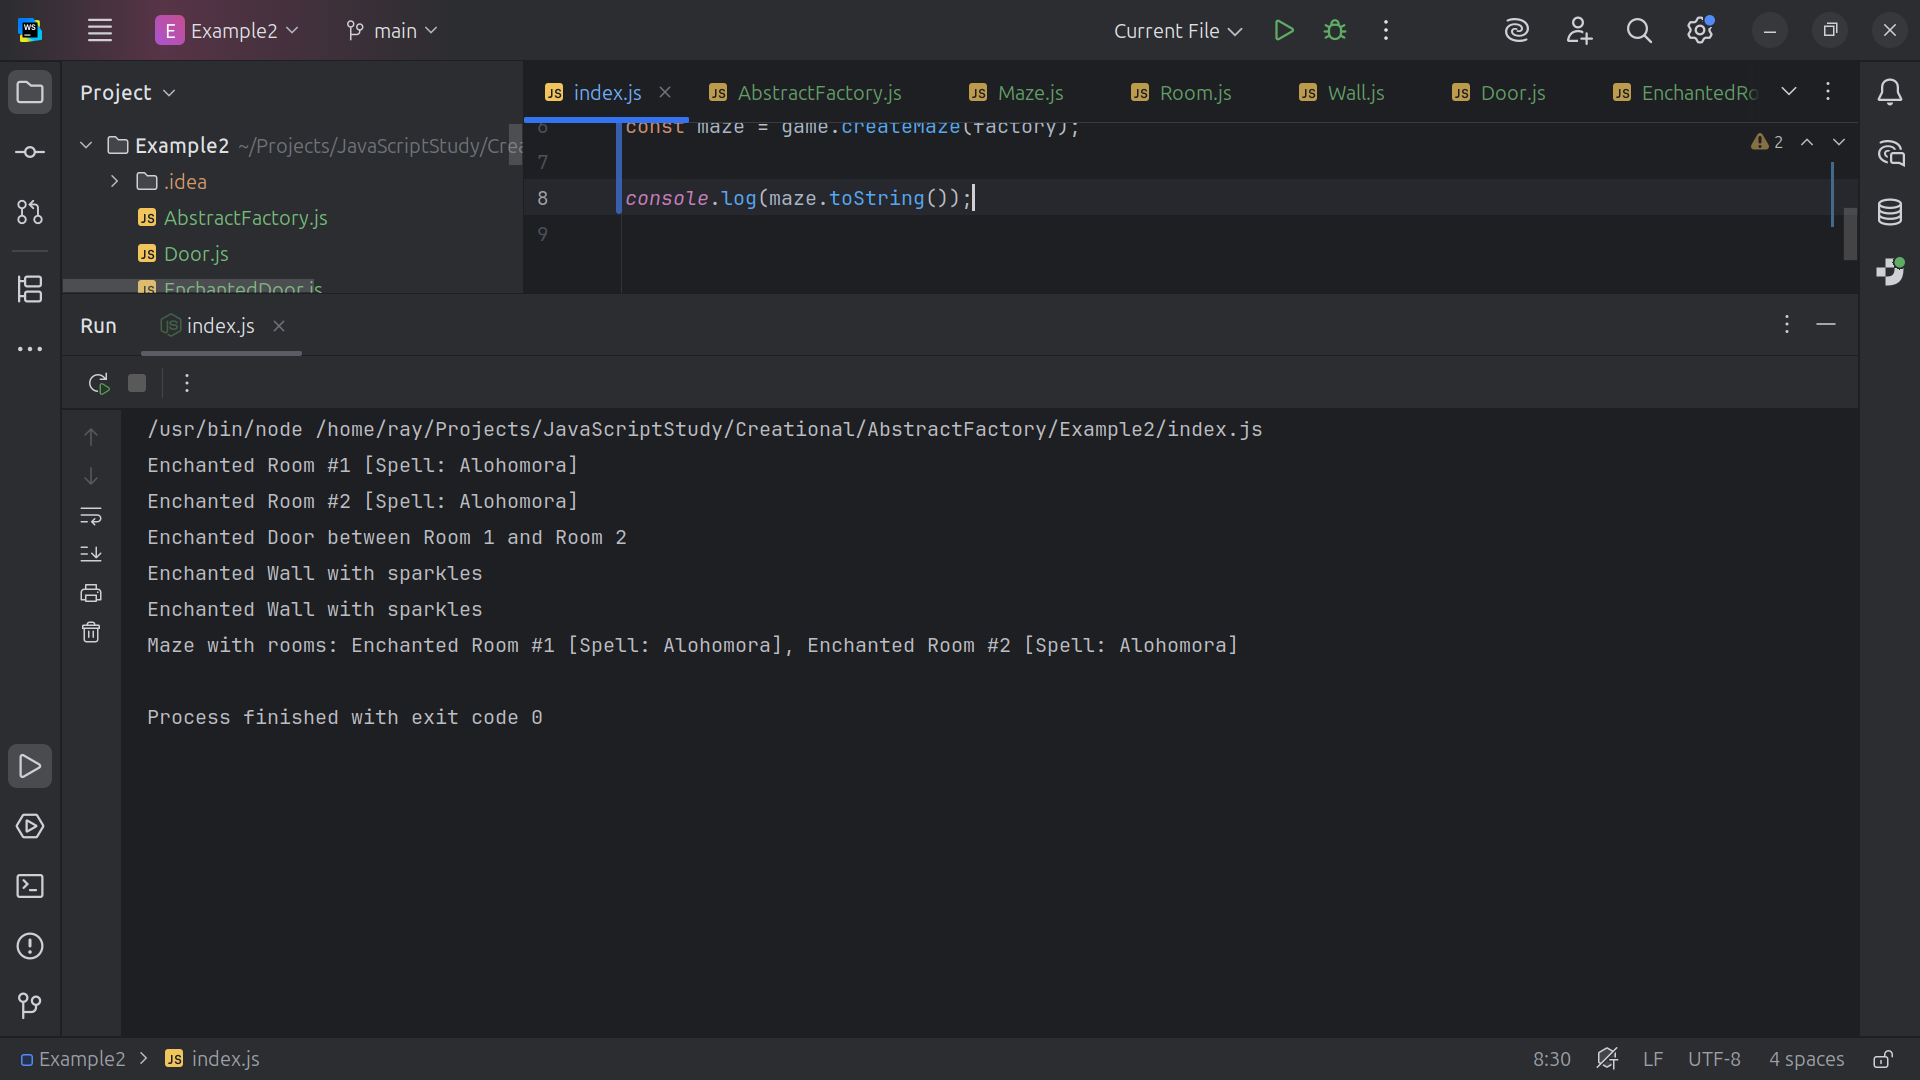 WS
E Example2
main
Current File
Project
index.js
AbstractFactory.js
Maze.js
Room.js
Wall.js
Door.js
EnchantedRo
Example2 ~/Projects/JavaScriptStudy/Crea
.idea
JS AbstractFactory.js
JS Door.js
JS EnchantedDoor.js
6 const maze = game.createMaze(factory);
7
8 console.log(maze.toString());
9
2
Run
index.js
/usr/bin/node /home/ray/Projects/JavaScriptStudy/Creational/AbstractFactory/Example2/index.js
Enchanted Room #1 [Spell: Alohomora]
Enchanted Room #2 [Spell: Alohomora]
Enchanted Door between Room 1 and Room 2
Enchanted Wall with sparkles
Enchanted Wall with sparkles
Maze with rooms: Enchanted Room #1 [Spell: Alohomora], Enchanted Room #2 [Spell: Alohomora]
Process finished with exit code 0
Example2 > JS index.js
8:30
LF
UTF-8
4 spaces